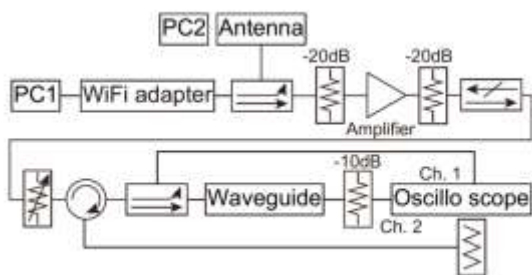 PC2 Antenna
-20dB -20dB
PC1 WiFi adapter
Amplifier
-10dB Ch. 1
Waveguide Oscillo scope
Ch. 2